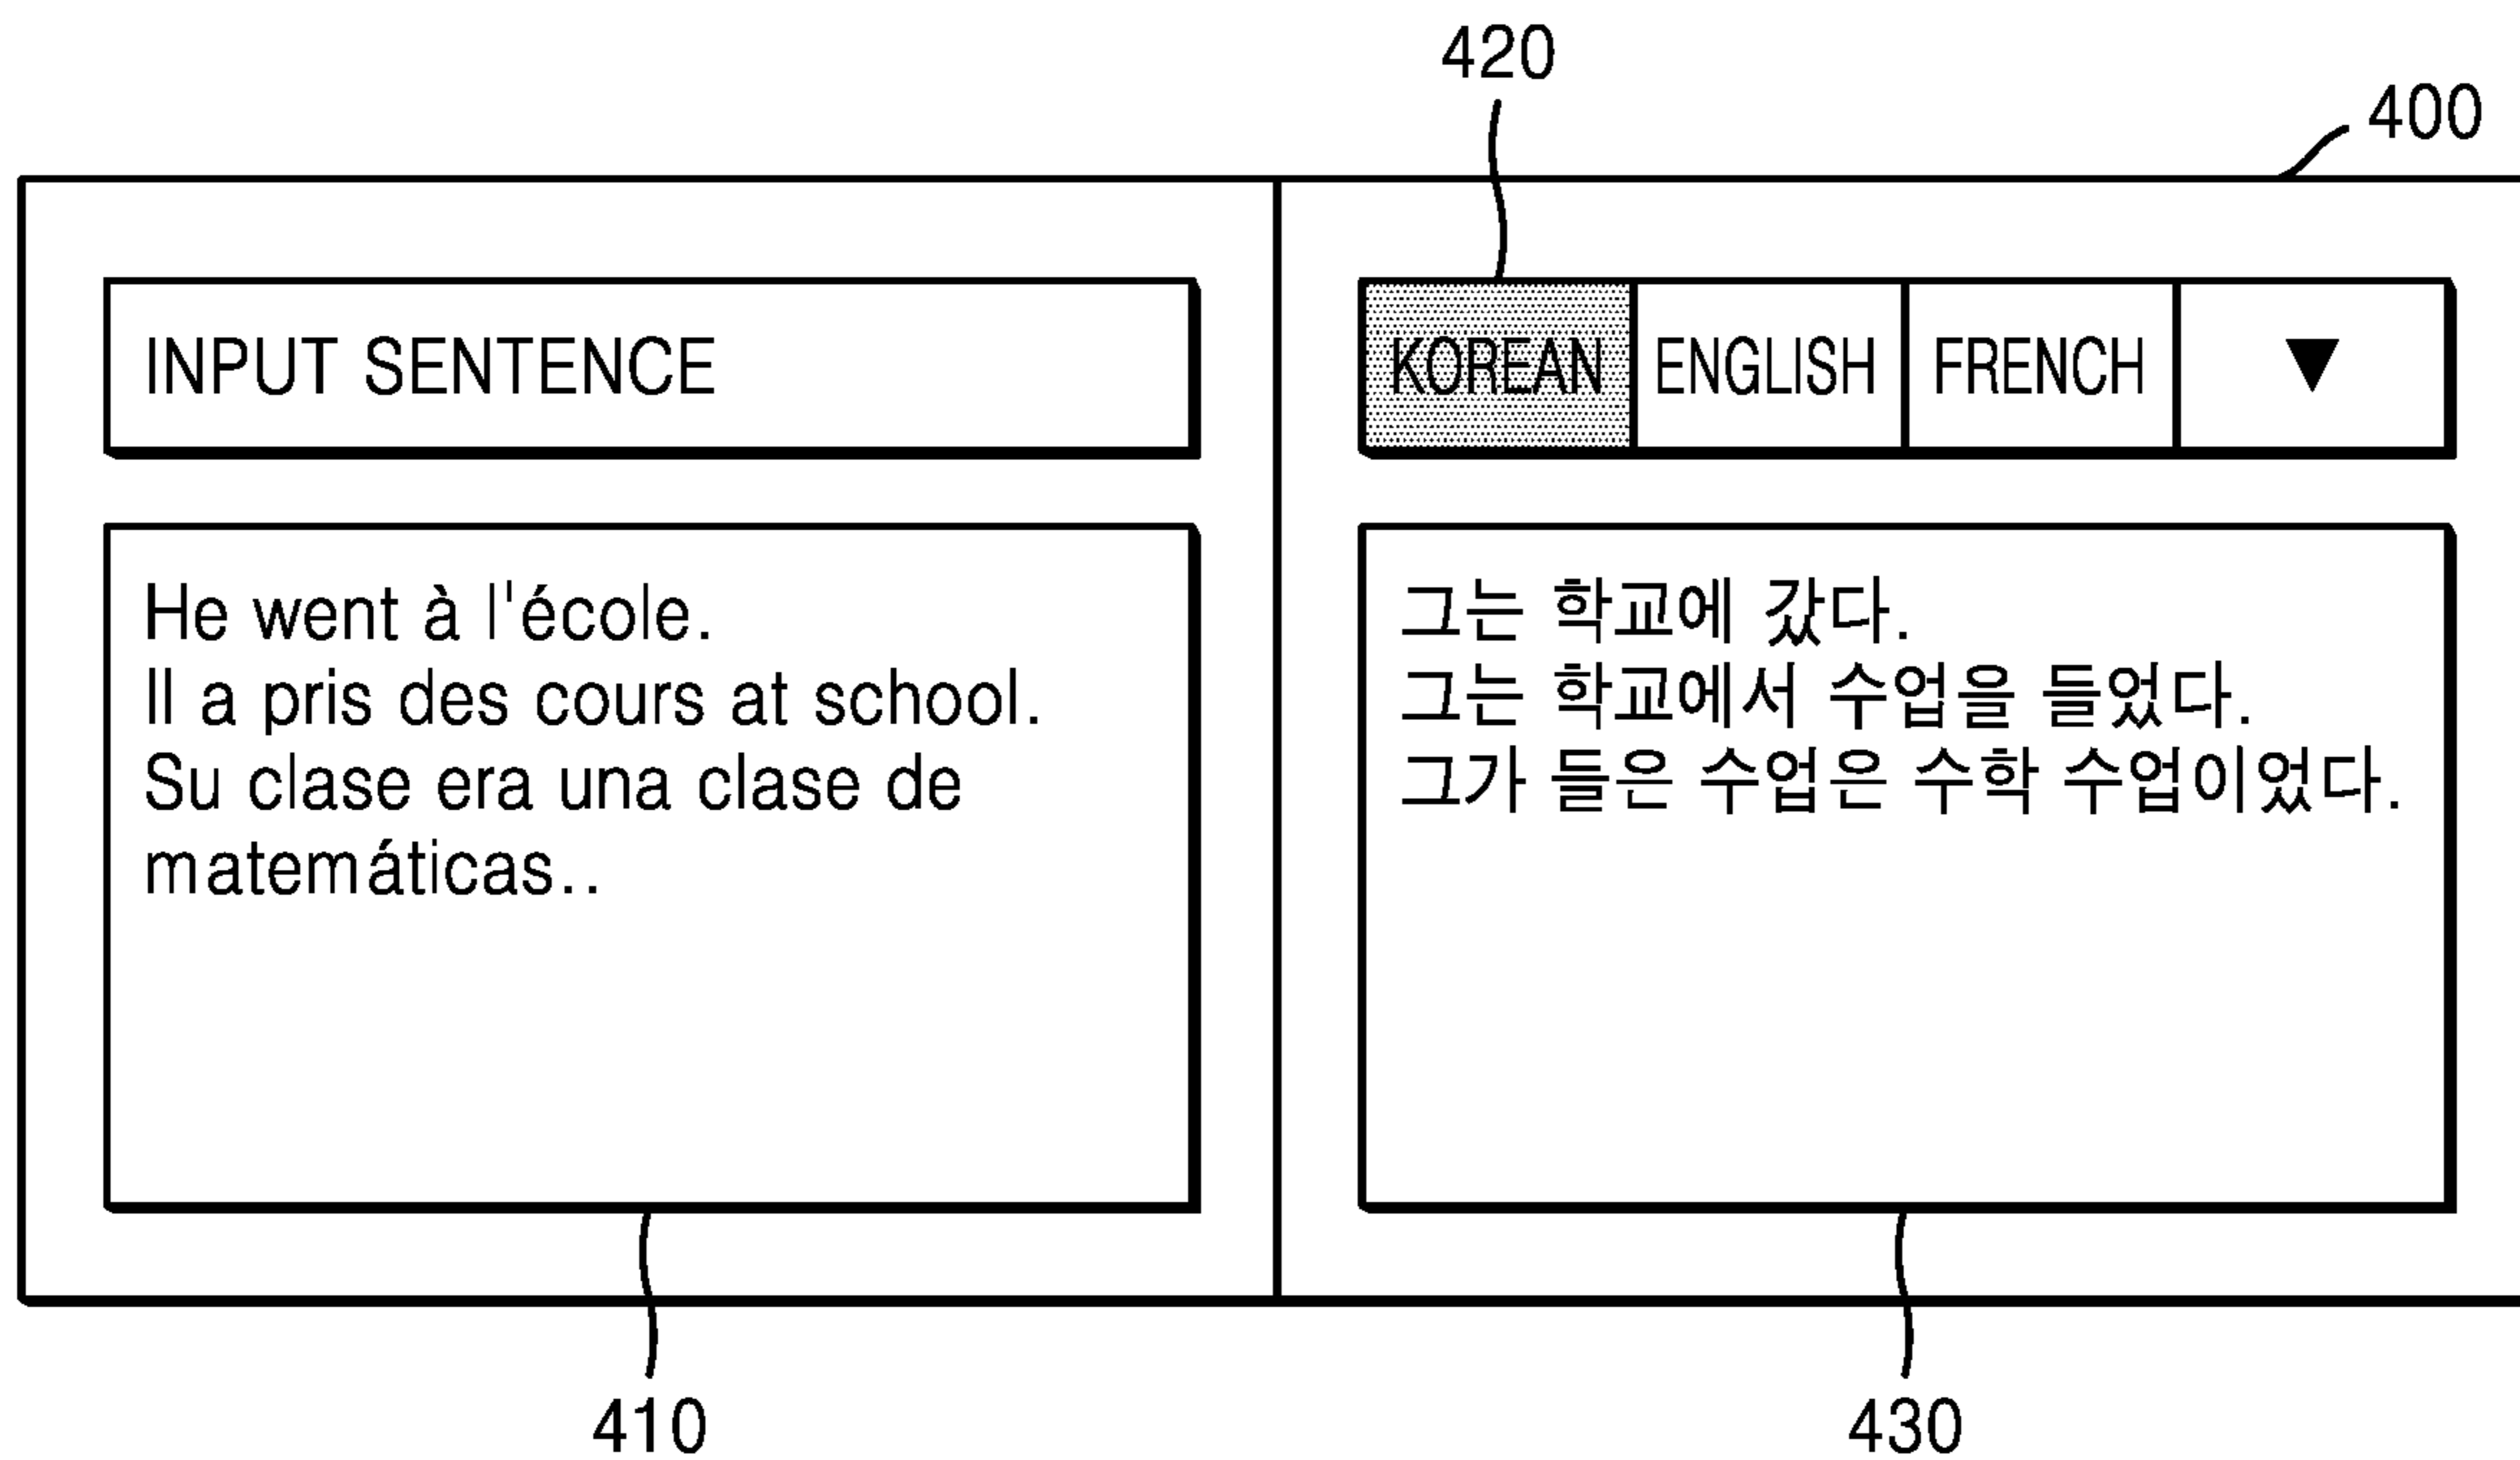 420
400
INPUT SENTENCE
KOREAN ENGLISH FRENCH ▼
He went à l'école.
Il a pris des cours at school.
Su clase era una clase de
matemáticas..
그는 학교에 갔다.
그는 학교에서 수업을 들었다.
그가 들은 수업은 수학 수업이었다.
410
430